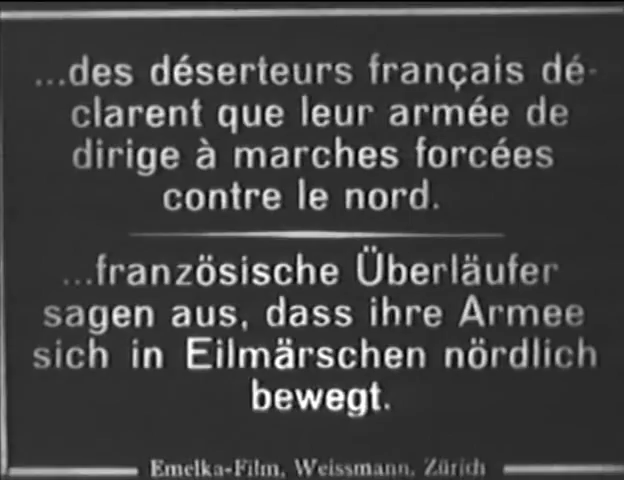 ...des déserteurs français dé-
clarent que leur armée de
dirige à marches forcées
contre le nord.
...französische Überläufer
sagen aus, dass ihre Armee
sich in Eilmärschen nördlich
bewegt.
Emelka-Film, Weissmann, Zürich